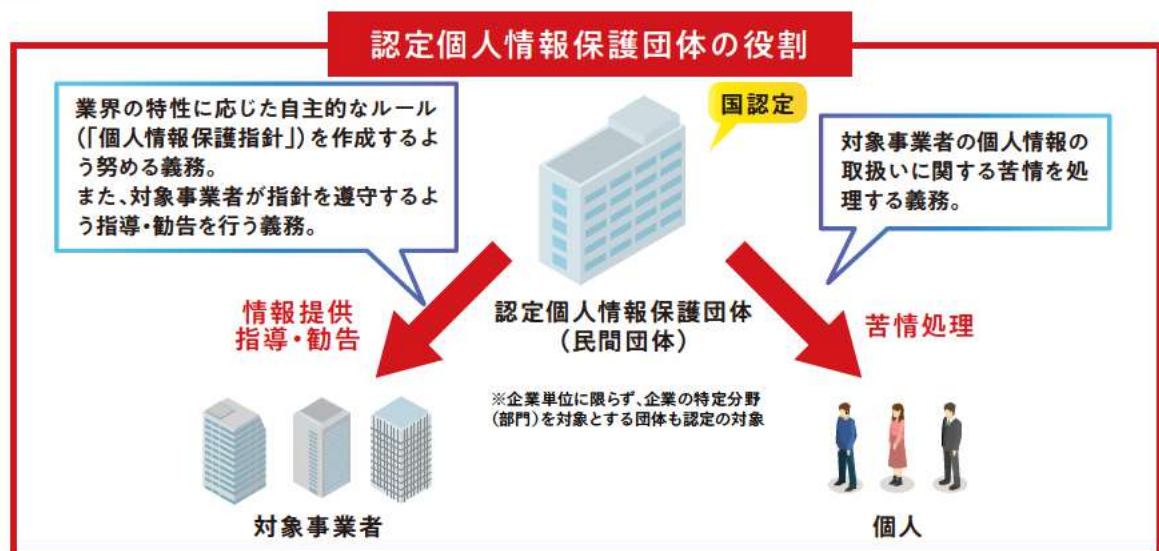 認定個人情報保護団体の役割
業界の特性に応じた自主的なルール
(「個人情報保護指針」)を作成するよ
う努める義務。
また、対象事業者が指針を遵守するよ
う指導・勧告を行う義務。
国認定
対象事業者の個人情報の
取扱いに関する苦情を処
理する義務。
情報提供
指導・勧告
認定個人情報保護団体
(民間団体)
苦情処理
※企業単位に限らず、企業の特定分野
(部門)を対象とする団体も認定の対象
対象事業者
個人